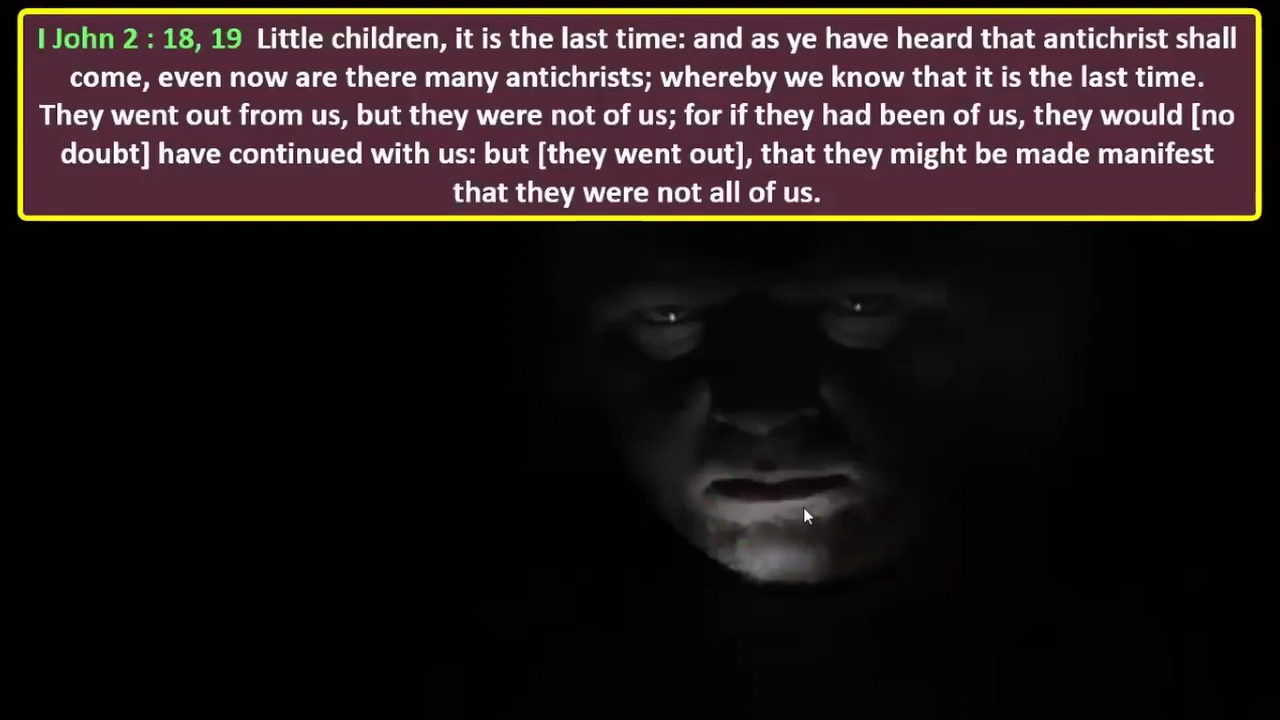 I John 2 : 18, 19 Little children, it is the last time: and as ye have heard that antichrist shall
come, even now are there many antichrists; whereby we know that it is the last time.
They went out from us, but they were not of us; for if they had been of us, they would [no
doubt] have continued with us: but [they went out], that they might be made manifest
that they were not all of us.